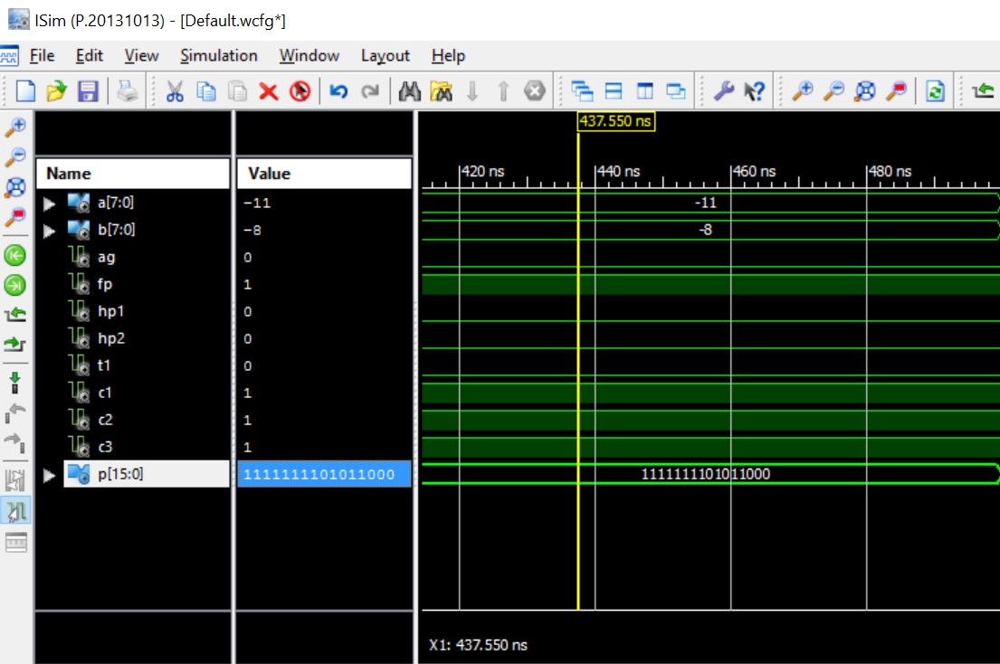 ISim (P.20131013) - [Default.wcfg*]
File Edit View Simulation Window Layout Help
437.550 ns
Name Value 420 ns 440 ns 460 ns 480 ns
a[7:0] -11 -11
b[7:0] -8 -8
ag 0
fp 1
hp1 0
hp2 0
t1 0
c1 1
c2 1
c3 1
p[15:0] 1111111101011000 1111111101011000
X1: 437.550 ns